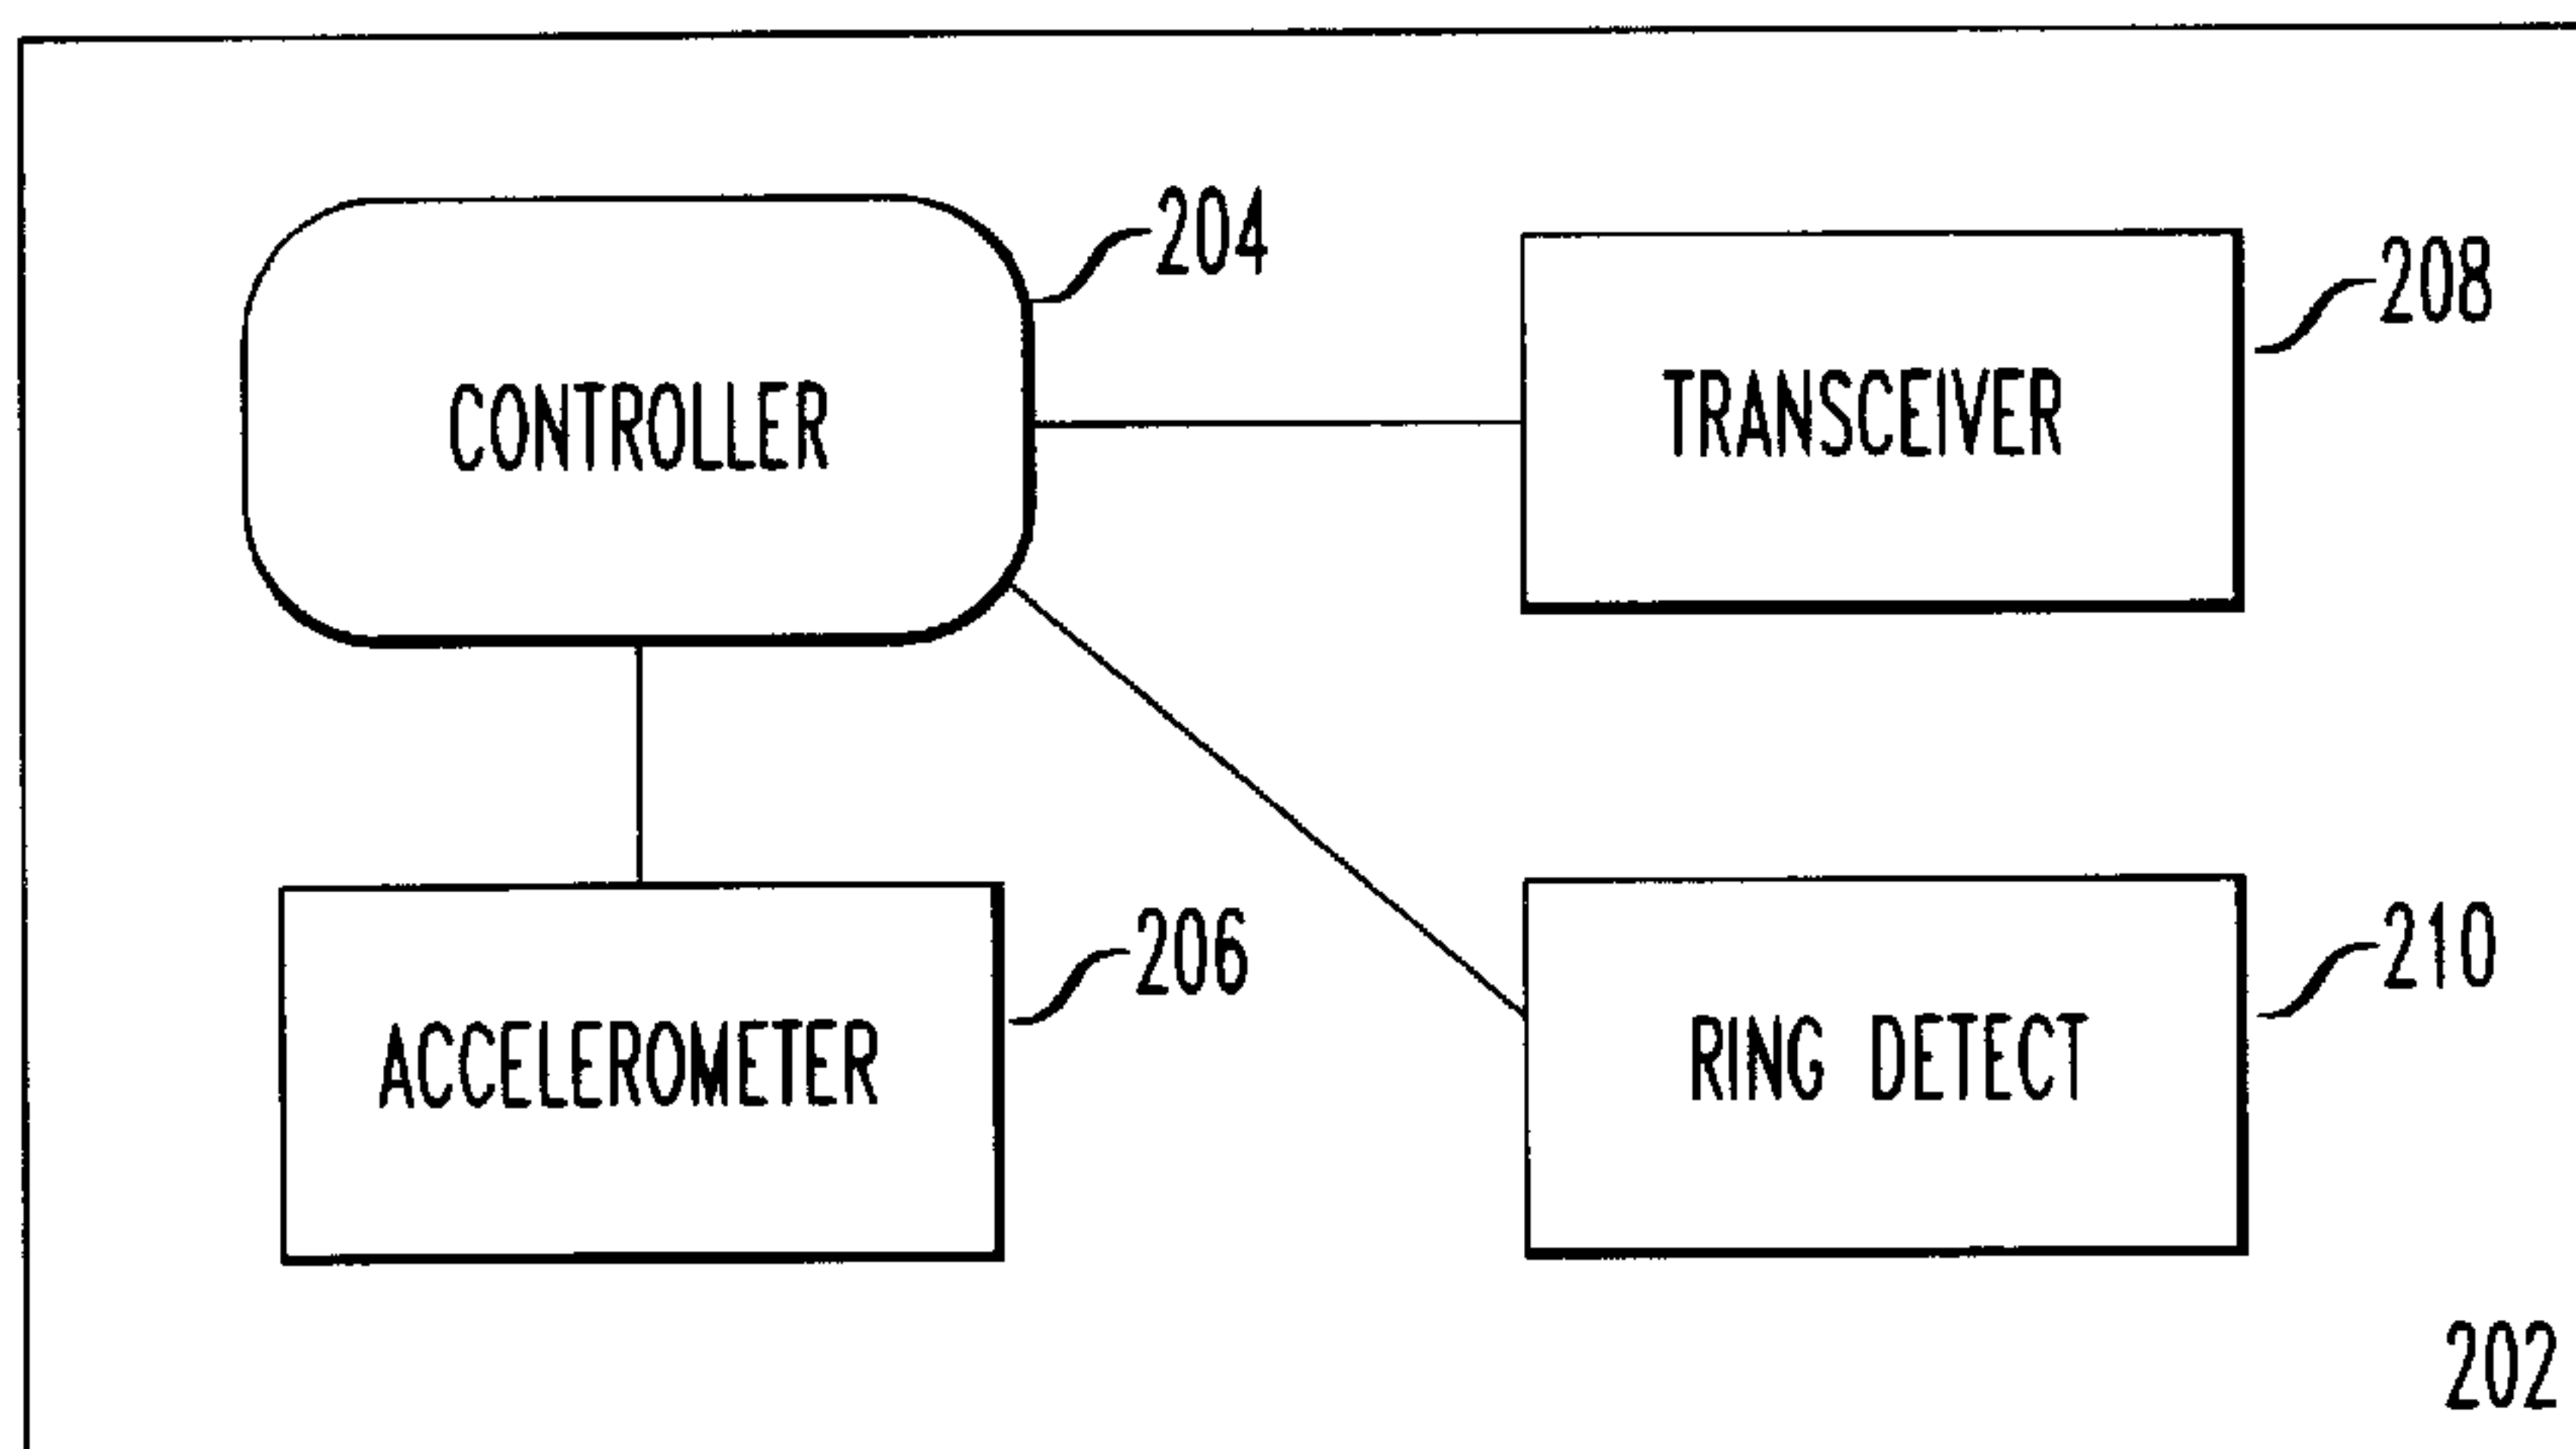 204
CONTROLLER
208
TRANSCEIVER
206
ACCELEROMETER
210
RING DETECT
202